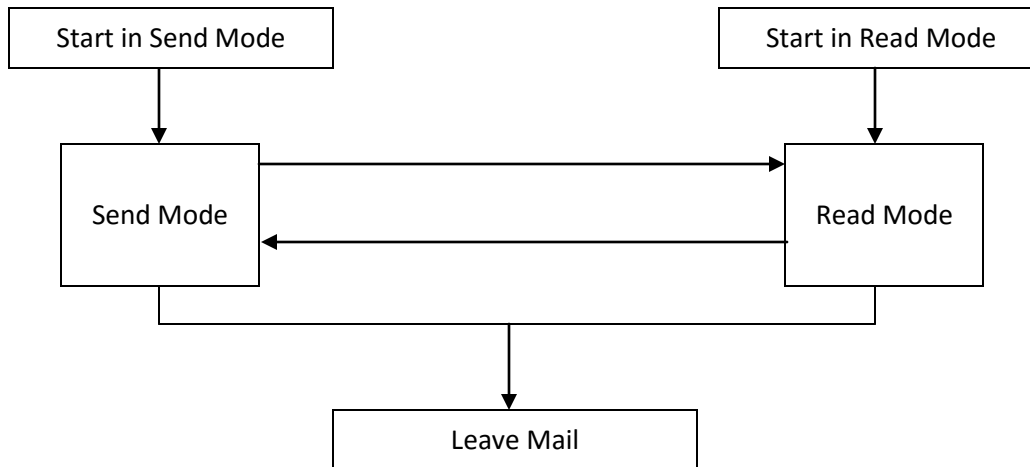 Start in Send Mode
Start in Read Mode
Send Mode
Read Mode
Leave Mail